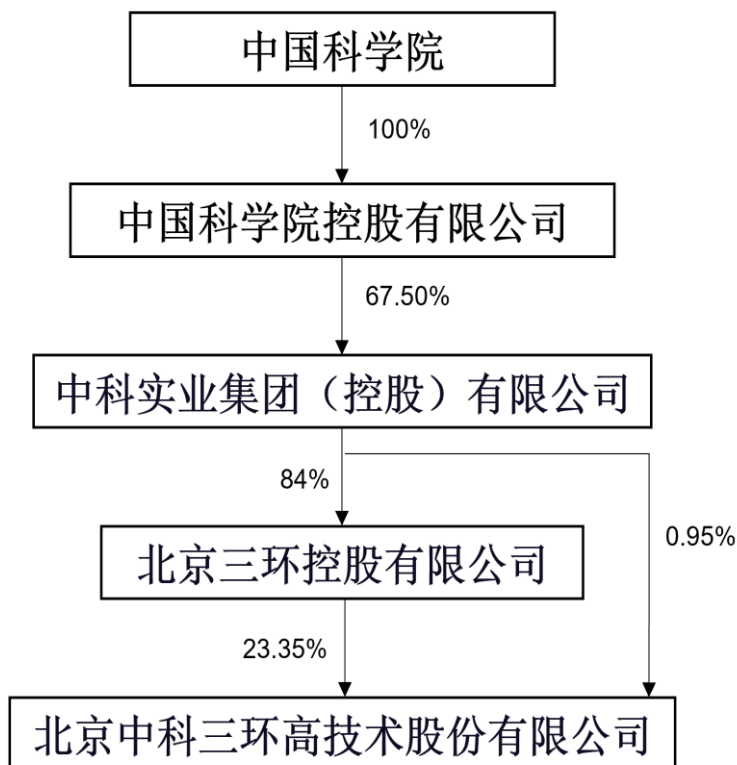 中国科学院
100%
中国科学院控股有限公司
67.50%
中科实业集团（控股）有限公司
84%
0.95%
北京三环控股有限公司
23.35%
北京中科三环高技术股份有限公司